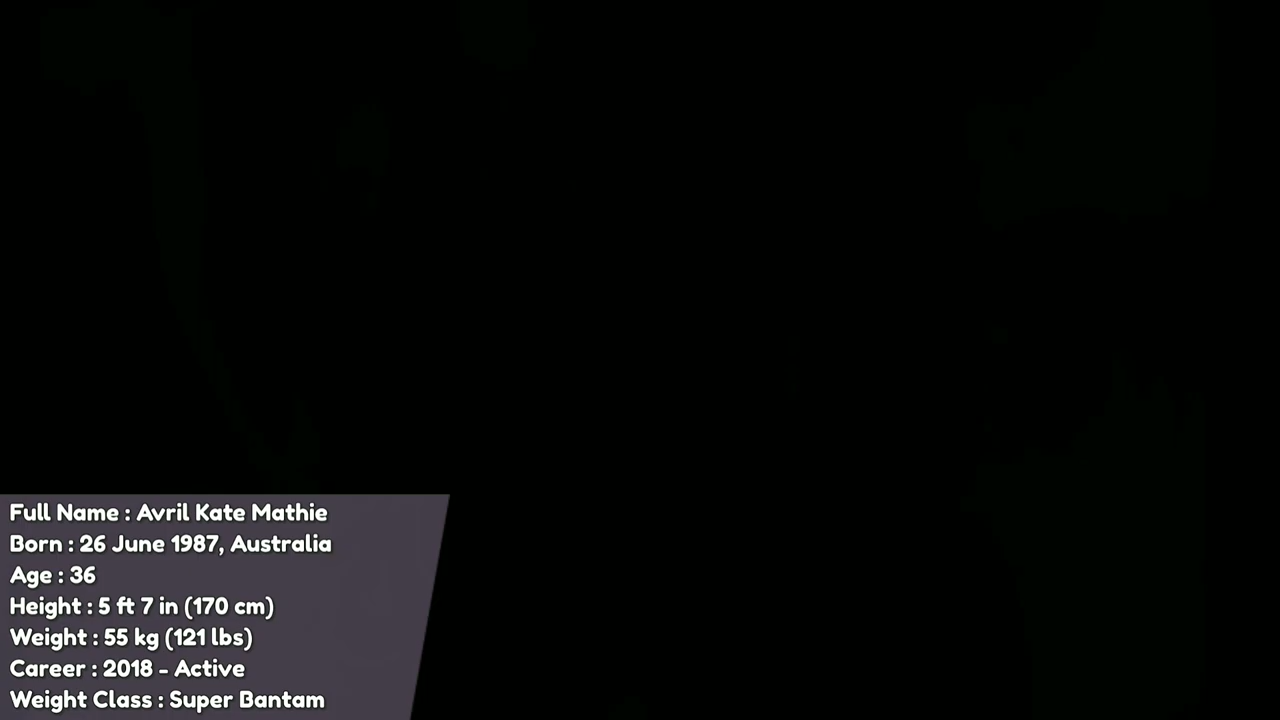 Full Name : Avril Kate Mathie
Born : 26 June 1987, Australia
Age : 36
Height : 5 ft 7 in (170 cm)
Weight : 55 kg (121 lbs)
Career : 2018 - Active
Weight Class : Super Bantam